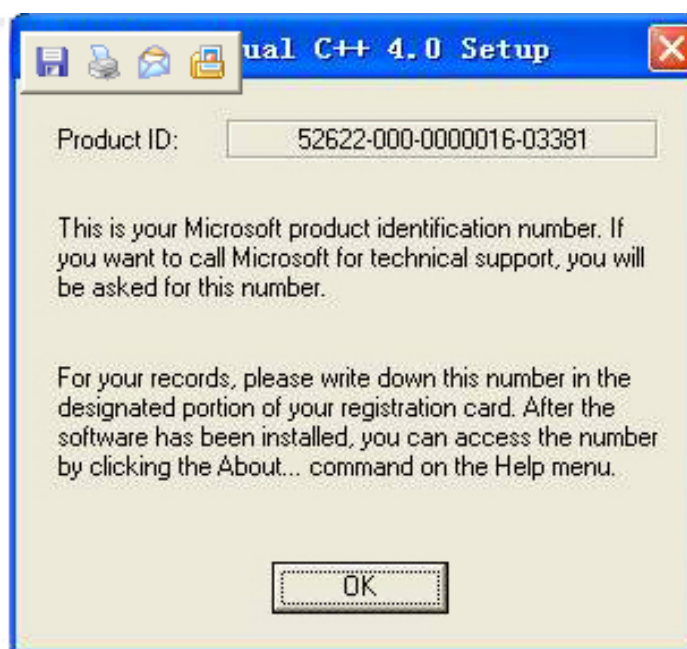 ual C++ 4.0 Setup
Product ID:
52622-000-0000016-03381
This is your Microsoft product identification number. If
you want to call Microsoft for technical support, you will
be asked for this number.
For your records, please write down this number in the
designated portion of your registration card. After the
software has been installed, you can access the number
by clicking the About... command on the Help menu.
OK